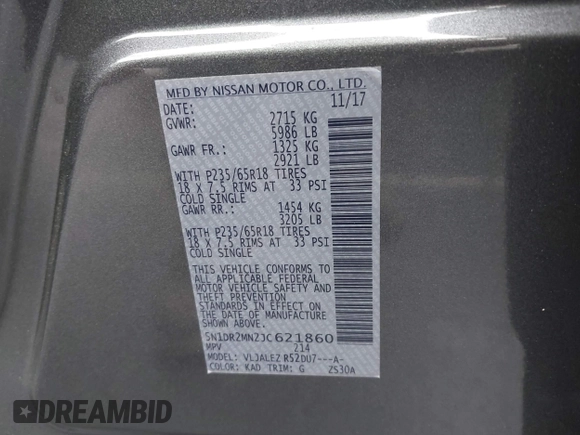 MFD BY NISSAN MOTOR CO., LTD.
DATE: 11/17
GVWR: 2715 KG
5986 LB
GAWR FR.: 1325 KG
2921 LB
WITH P235/65R18 TIRES
18 X 7.5 RIMS AT 33 PSI
COLD SINGLE
GAWR RR.: 1454 KG
3205 LB
WITH P235/65R18 TIRES
18 X 7.5 RIMS AT 33 PSI
COLD SINGLE
THIS VEHICLE CONFORMS TO
ALL APPLICABLE FEDERAL
MOTOR VEHICLE SAFETY AND
THEFT PREVENTION
STANDARDS IN EFFECT ON
THE DATE OF MANUFACTURE
SHOWN ABOVE.
5N1DR2MN2JC621860
MPV 214
MODEL: VLJALEZ R52DU7---A-
COLOR: KAD TRIM: G ZS30A
DREAMBID